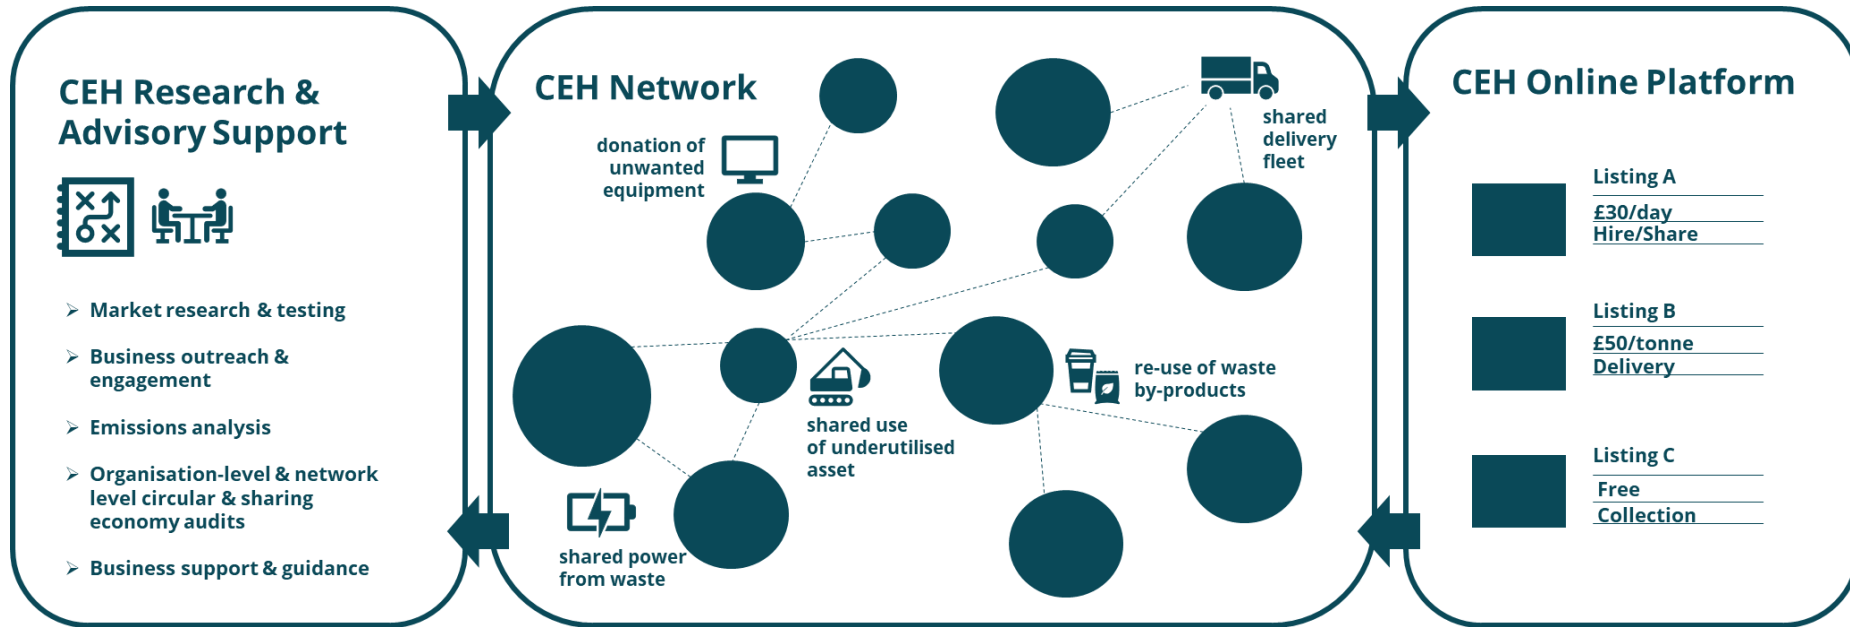 CEH Research &
Advisory Support
Market research & testing
Business outreach &
engagement
Emissions analysis
Organisation-level & network
level circular & sharing
economy audits
Business support & guidance
CEH Network
donation of
unwanted
equipment
shared
delivery
fleet
shared use
of underutilised
asset
re-use of waste
by-products
shared power
from waste
CEH Online Platform
Listing A
£30/day
Hire/Share
Listing B
£50/tonne
Delivery
Listing C
Free
Collection